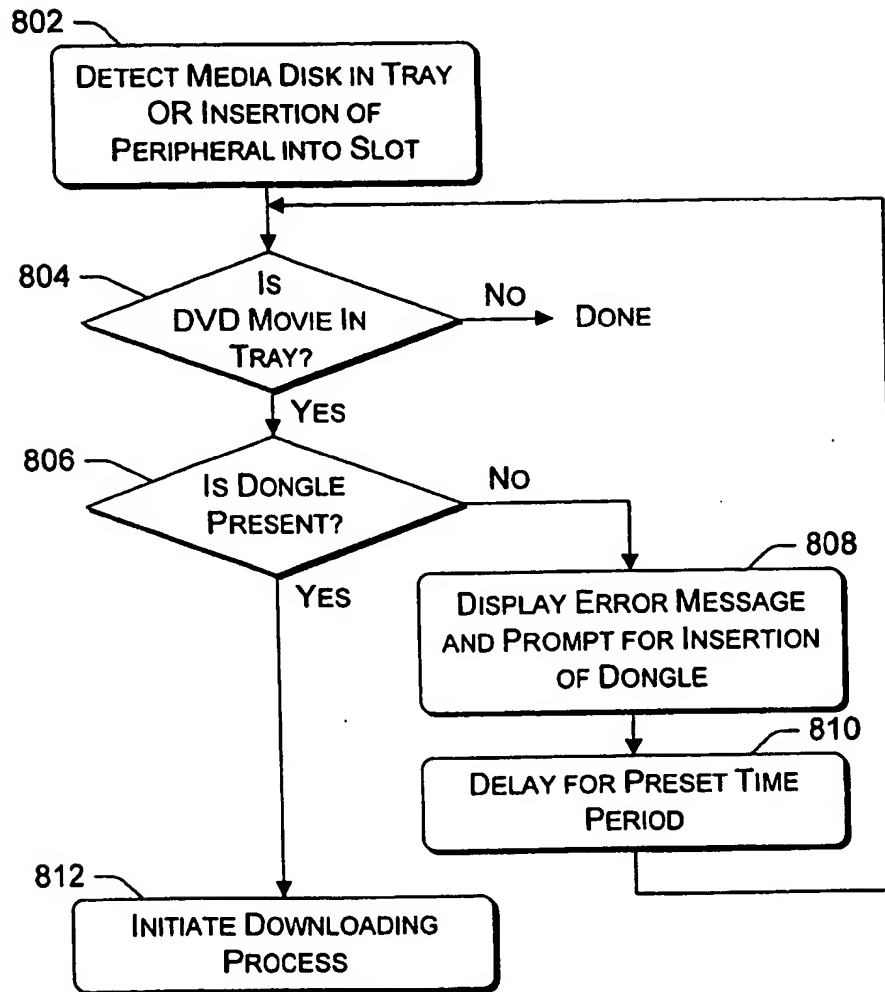 802
DETECT MEDIA DISK IN TRAY
OR INSERTION OF
PERIPHERAL INTO SLOT
804
IS
DVD MOVIE IN
TRAY?
NO
DONE
YES
806
IS DONGLE
PRESENT?
NO
YES
808
DISPLAY ERROR MESSAGE
AND PROMPT FOR INSERTION
OF DONGLE
810
DELAY FOR PRESET TIME
PERIOD
812
INITIATE DOWNLOADING
PROCESS